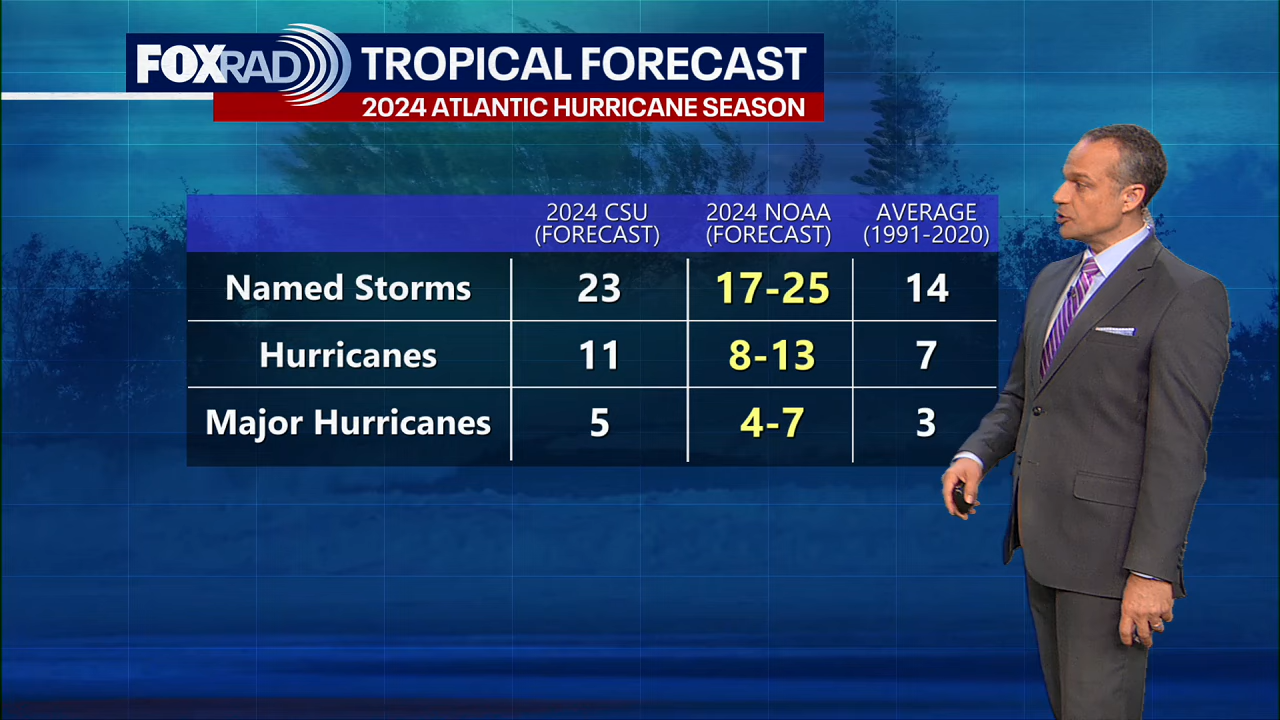 FOXRAD TROPICAL FORECAST
2024 ATLANTIC HURRICANE SEASON
2024 CSU 2024 NOAA AVERAGE
(FORECAST) (FORECAST) (1991-2020)
Named Storms 23 17-25 14
Hurricanes 11 8-13 7
Major Hurricanes 5 4-7 3